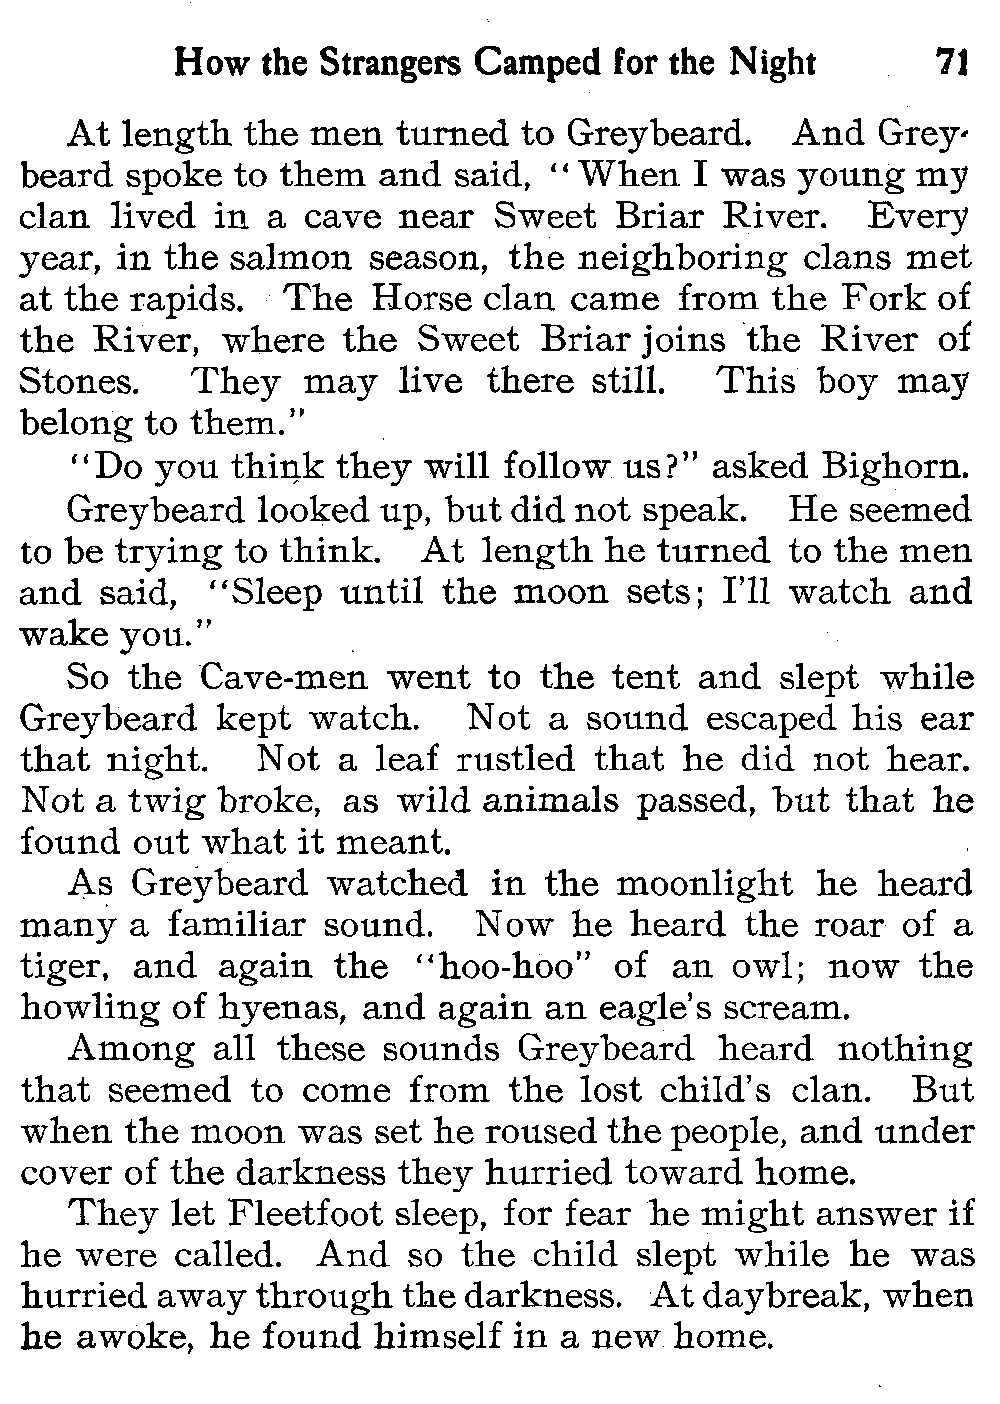 How the Strangers Camped for the Night 71
At length the men turned to Greybeard. And Grey-
beard spoke to them and said, "When I was young my
clan lived in a cave near Sweet Briar River. Every
year, in the salmon season, the neighboring clans met
at the rapids. The Horse clan came from the Fork of
the River, where the Sweet Briar joins the River of
Stones. They may live there still. This boy may
belong to them."
"Do you think they will follow us?" asked Bighorn.
Greybeard looked up, but did not speak. He seemed
to be trying to think. At length he turned to the men
and said, "Sleep until the moon sets; I'll watch and
wake you."
So the Cave-men went to the tent and slept while
Greybeard kept watch. Not a sound escaped his ear
that night. Not a leaf rustled that he did not hear.
Not a twig broke, as wild animals passed, but that he
found out what it meant.
As Greybeard watched in the moonlight he heard
many a familiar sound. Now he heard the roar of a
tiger, and again the "hoo-hoo" of an owl; now the
howling of hyenas, and again an eagle's scream.
Among all these sounds Greybeard heard nothing
that seemed to come from the lost child's clan. But
when the moon was set he roused the people, and under
cover of the darkness they hurried toward home.
They let Fleetfoot sleep, for fear he might answer if
he were called. And so the child slept while he was
hurried away through the darkness. At daybreak, when
he awoke, he found himself in a new home.